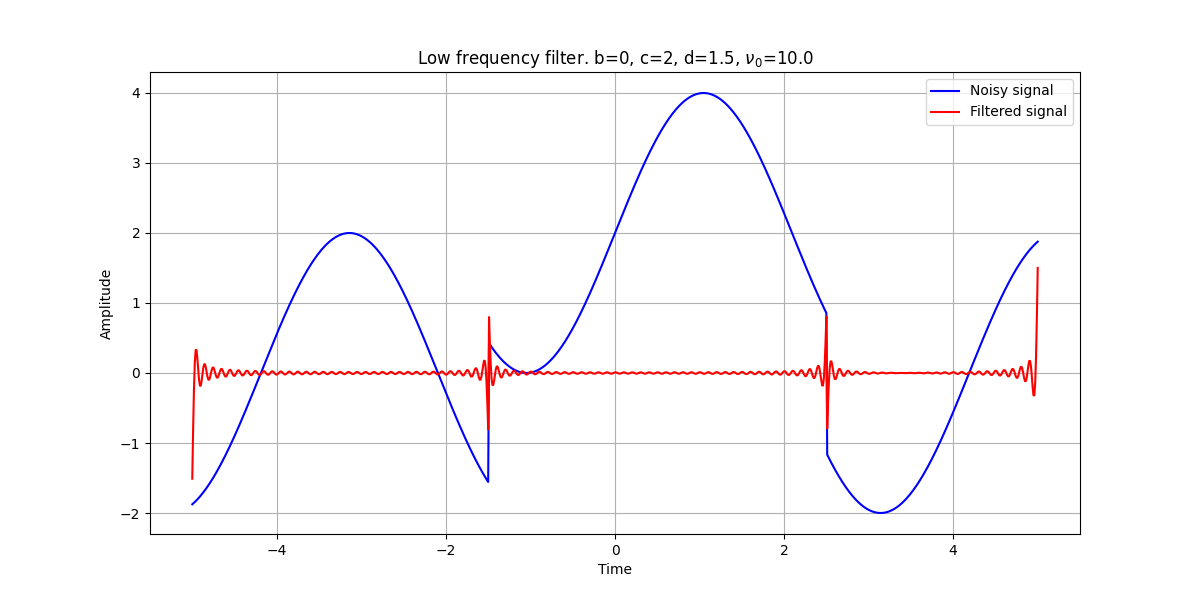 Low frequency filter. b=0, c=2, d=1.5, ν₀=10.0
Noisy signal
Filtered signal
Amplitude
4
3
2
1
0
−1
−2
−4
−2
0
2
4
Time